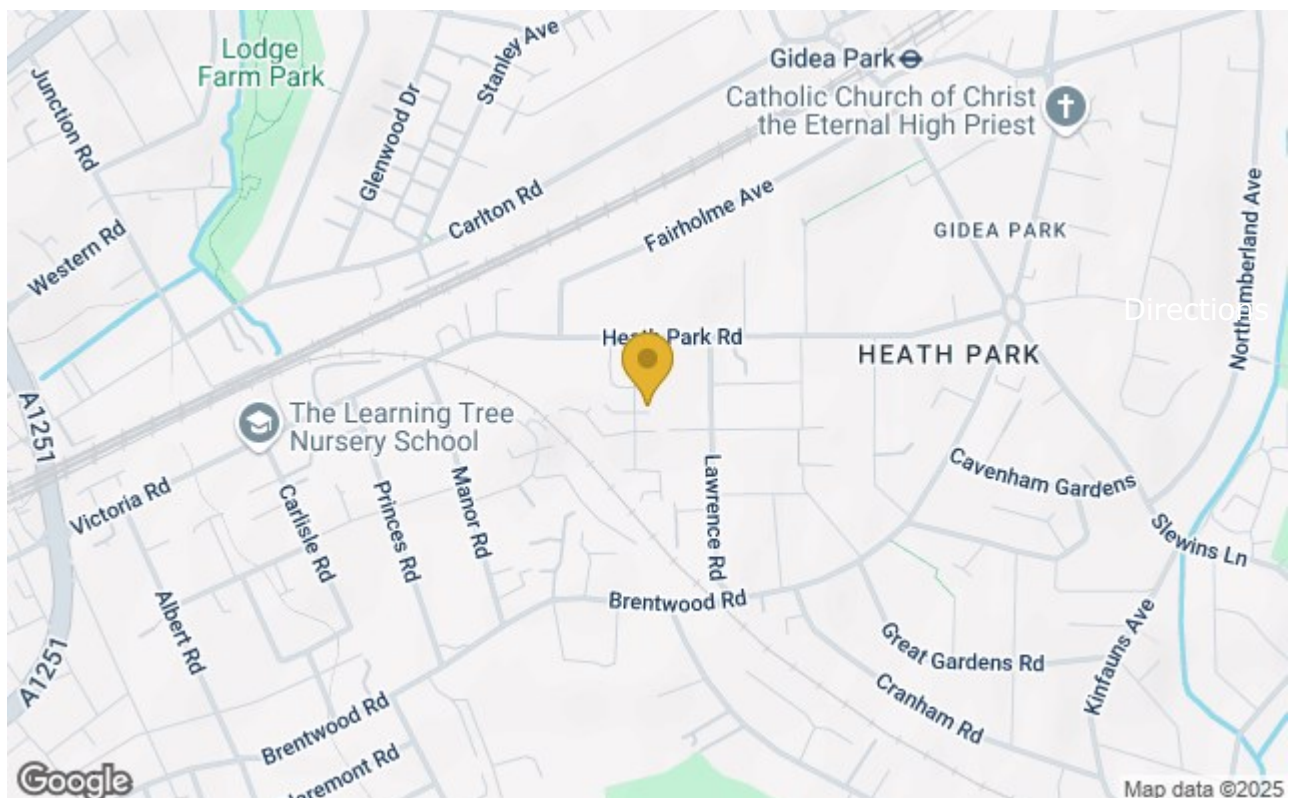 Lodge
Farm Park
Stanley Ave
Gidea Park
Junction Rd
Glenwood Dr
Catholic Church of Christ
the Eternal High Priest
Carlton Rd
Fairholme Ave
GIDEA PARK
Northumberland Ave
Western Rd
Directions
Heath Park Rd
HEATH PARK
A1251
The Learning Tree
Nursery School
Cavenham Gardens
Lawrence Rd
Manor Rd
Victoria Rd
Carlisle Rd
Princes Rd
Slewins Ln
Brentwood Rd
Albert Rd
Great Gardens Rd
Kinfauns Ave
A1251
Cranham Rd
Brentwood Rd
aremont Rd
Google
Map data ©2025